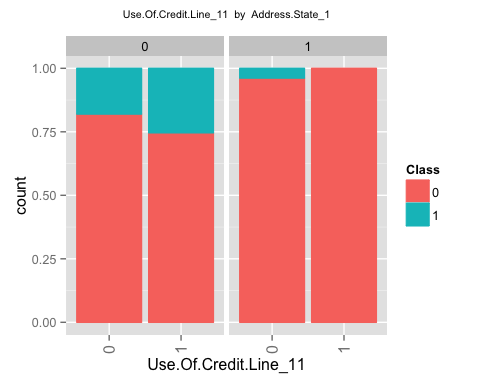 Use.Of.Credit.Line_11 by Address.State_1
0 1
1.00
0.75
0.50
0.25
0.00
count
0 1 0 1
Use.Of.Credit.Line_11
Class
0
1